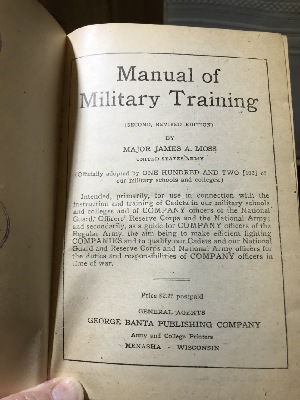 Manual of
Military Training
(SECOND, REVISED EDITION)
BY
MAJOR JAMES A. MOSS
UNITED STATES ARMY
(Officially adopted by ONE HUNDRED AND TWO [102] of
our military schools and colleges.)
Intended, primarily, for use in connection with the
instruction and training of Cadets in our military schools
and colleges and of COMPANY officers of the National
Guard, Officers' Reserve Corps and the National Army;
and secondarily, as a guide for COMPANY officers of the
Regular Army, the aim being to make efficient fighting
COMPANIES and to qualify our Cadets and our National
Guard and Reserve Corps and National Army officers for
the duties and responsibilities of COMPANY officers in
time of war.
Price postpaid
GENERAL AGENTS
GEORGE BANTA PUBLISHING COMPANY
Army and College Printers
MENASHA - WISCONSIN